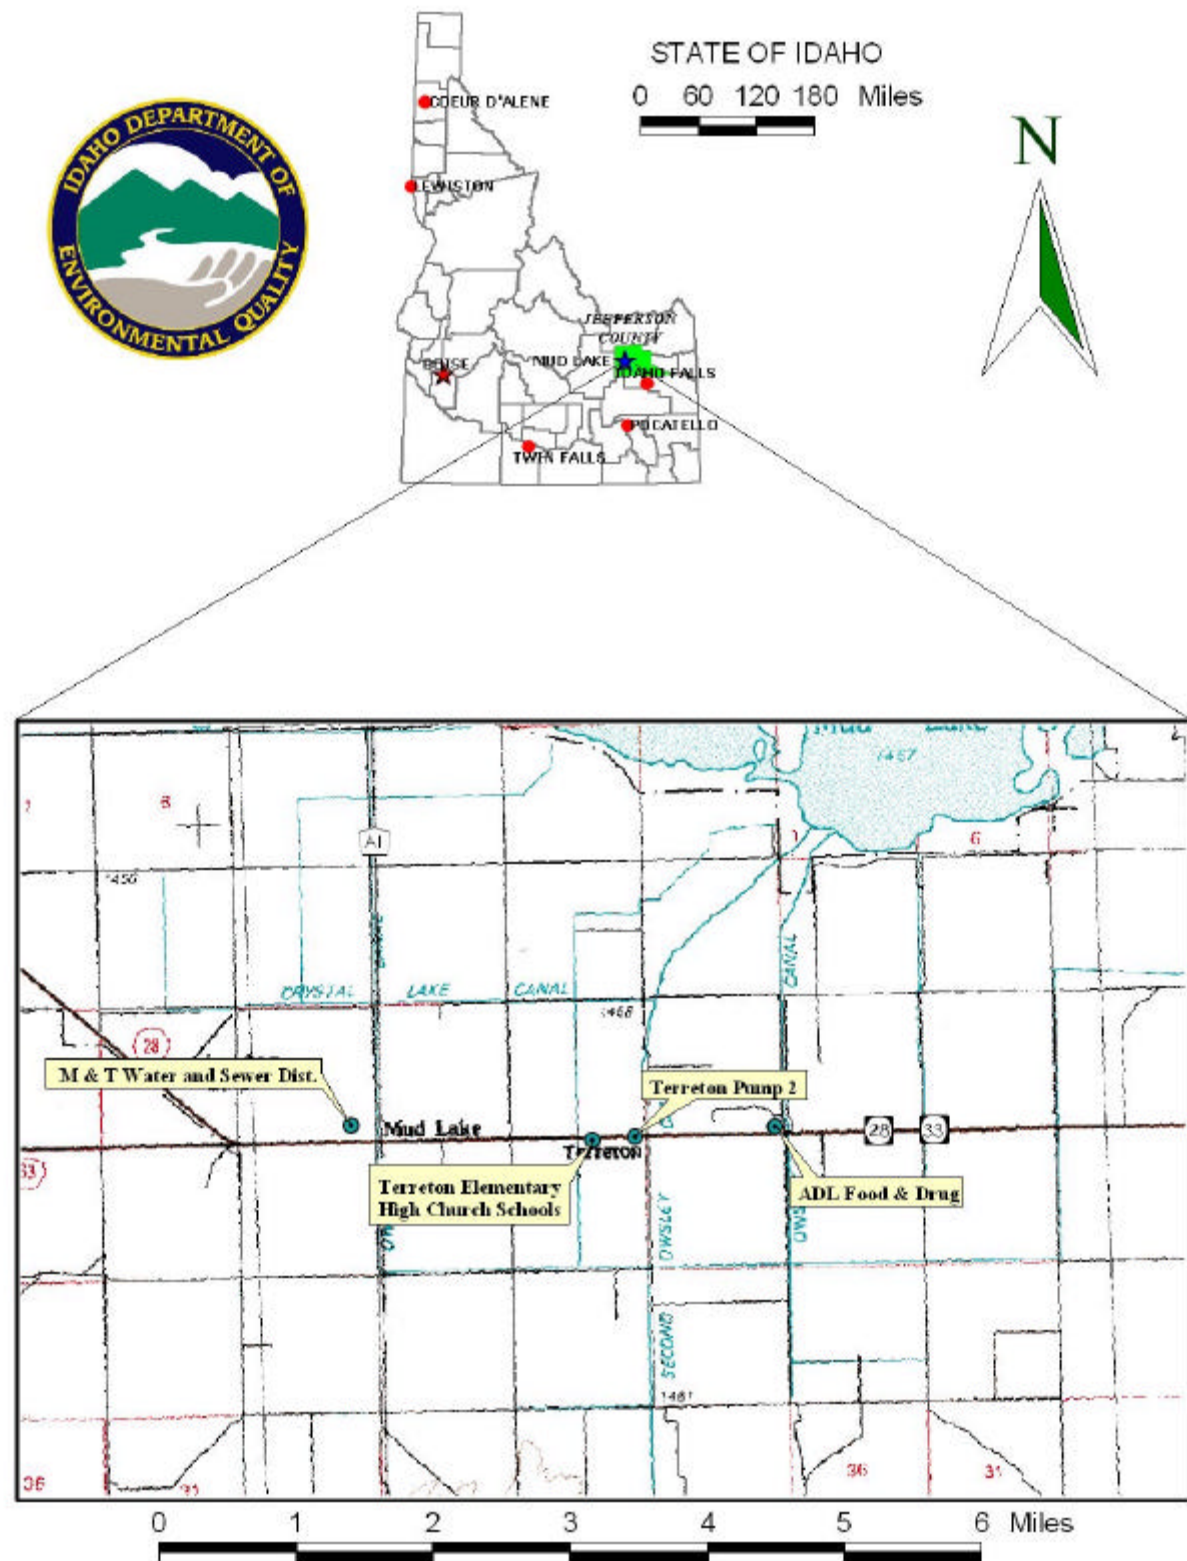 STATE OF IDAHO
0 60 120 180 Miles
N
IDAHO DEPARTMENT OF
ENVIRONMENTAL QUALITY
COEUR D'ALENE
LEWISTON
JEFFERSON
COUNTY
MUD LAKE
IDAHO FALLS
BOISE
POCATELLO
TWIN FALLS
Mud Lake
1457
8
6
A1
1456
CANAL
CRYSTAL LAKE CANAL
1458
28
M & T Water and Sewer Dist.
Terreton Pump 2
Mud Lake
28
33
Terreton
33
Terreton Elementary
High Church Schools
ADL Food & Drug
OWSLEY
SECOND
1461
36
31
36
31
0 1 2 3 4 5 6 Miles